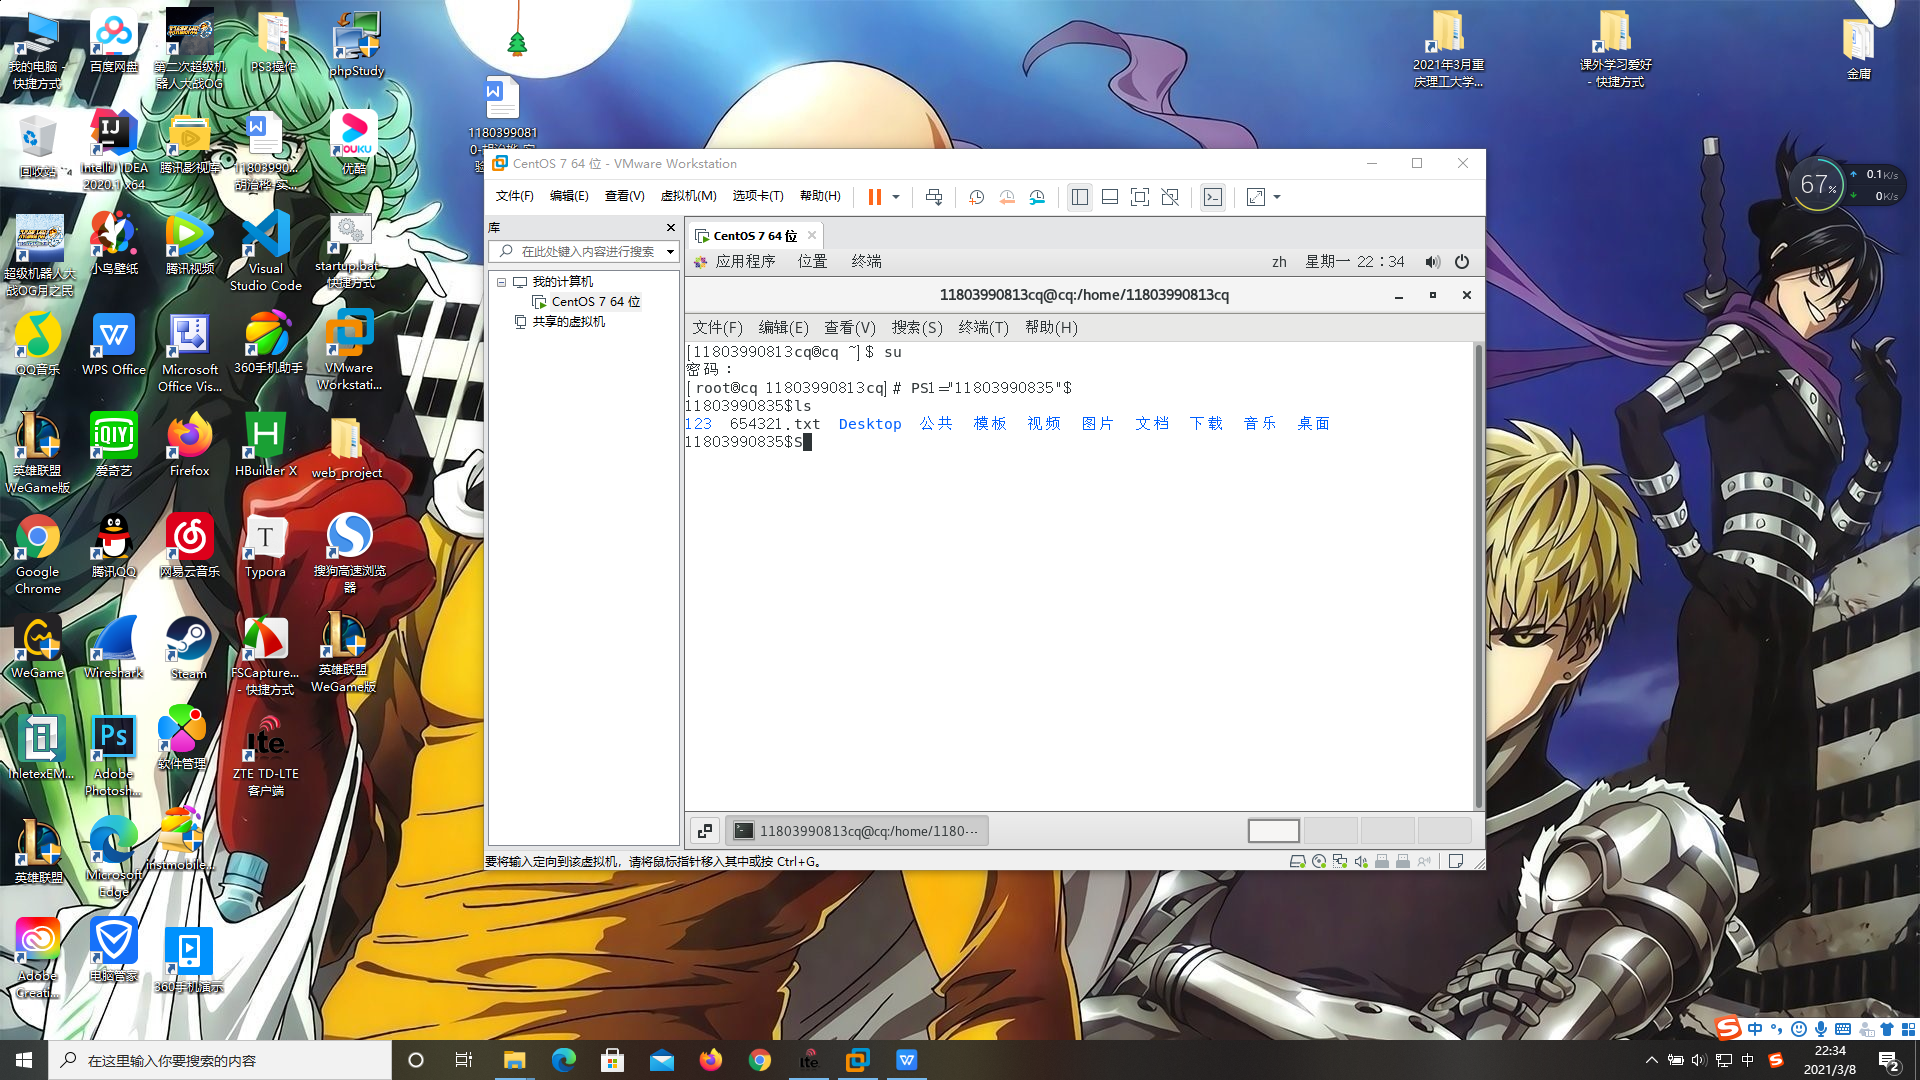 我的电脑 -
快捷方式
百度网盘
第二次超级机
器人大战OG
PS3操作
phpStudy
1180399081
0-胡治桦-实
2021年3月重
庆理工大学...
课外学习爱好
- 快捷方式
金庸
回收站
IntelliJ IDEA
2020.1 x64
腾讯影视库
11803990...
胡治桦-实...
优酷
超级机器人大
战OG月之民
小鸟壁纸
腾讯视频
Visual
Studio Code
startup.bat -
快捷方式
QQ音乐
WPS Office
Microsoft
Office Vis...
360手机助手
VMware
Workstati...
英雄联盟
WeGame版
爱奇艺
Firefox
HBuilder X
web_project
Google
Chrome
腾讯QQ
网易云音乐
Typora
搜狗高速浏览
器
WeGame
Wireshark
Steam
FSCapture...
- 快捷方式
英雄联盟
WeGame版
InletexEM...
Adobe
Photosh...
软件管理
ZTE TD-LTE
客户端
英雄联盟
Microsoft
Edge
instmobile...
Adobe
Creati...
电脑管家
360手机演示
67%
0.1K/s
0K/s
CentOS 7 64 位 - VMware Workstation
文件(F) 编辑(E) 查看(V) 虚拟机(M) 选项卡(T) 帮助(H)
库
在此处键入内容进行搜索
我的计算机
CentOS 7 64 位
共享的虚拟机
CentOS 7 64 位
应用程序 位置 终端
zh 星期一 22:34
11803990813cq@cq:/home/11803990813cq
文件(F) 编辑(E) 查看(V) 搜索(S) 终端(T) 帮助(H)
[11803990813cq@cq ~]$ su
密码：
[root@cq 11803990813cq]# PS1="11803990835"$
11803990835$ls
123 654321.txt Desktop 公共 模板 视频 图片 文档 下载 音乐 桌面
11803990835$S
11803990813cq@cq:/home/1180···
要将输入定向到该虚拟机，请将鼠标指针移入其中或按 Ctrl+G。
中
在这里输入你要搜索的内容
lte
中
22:34
2021/3/8
2